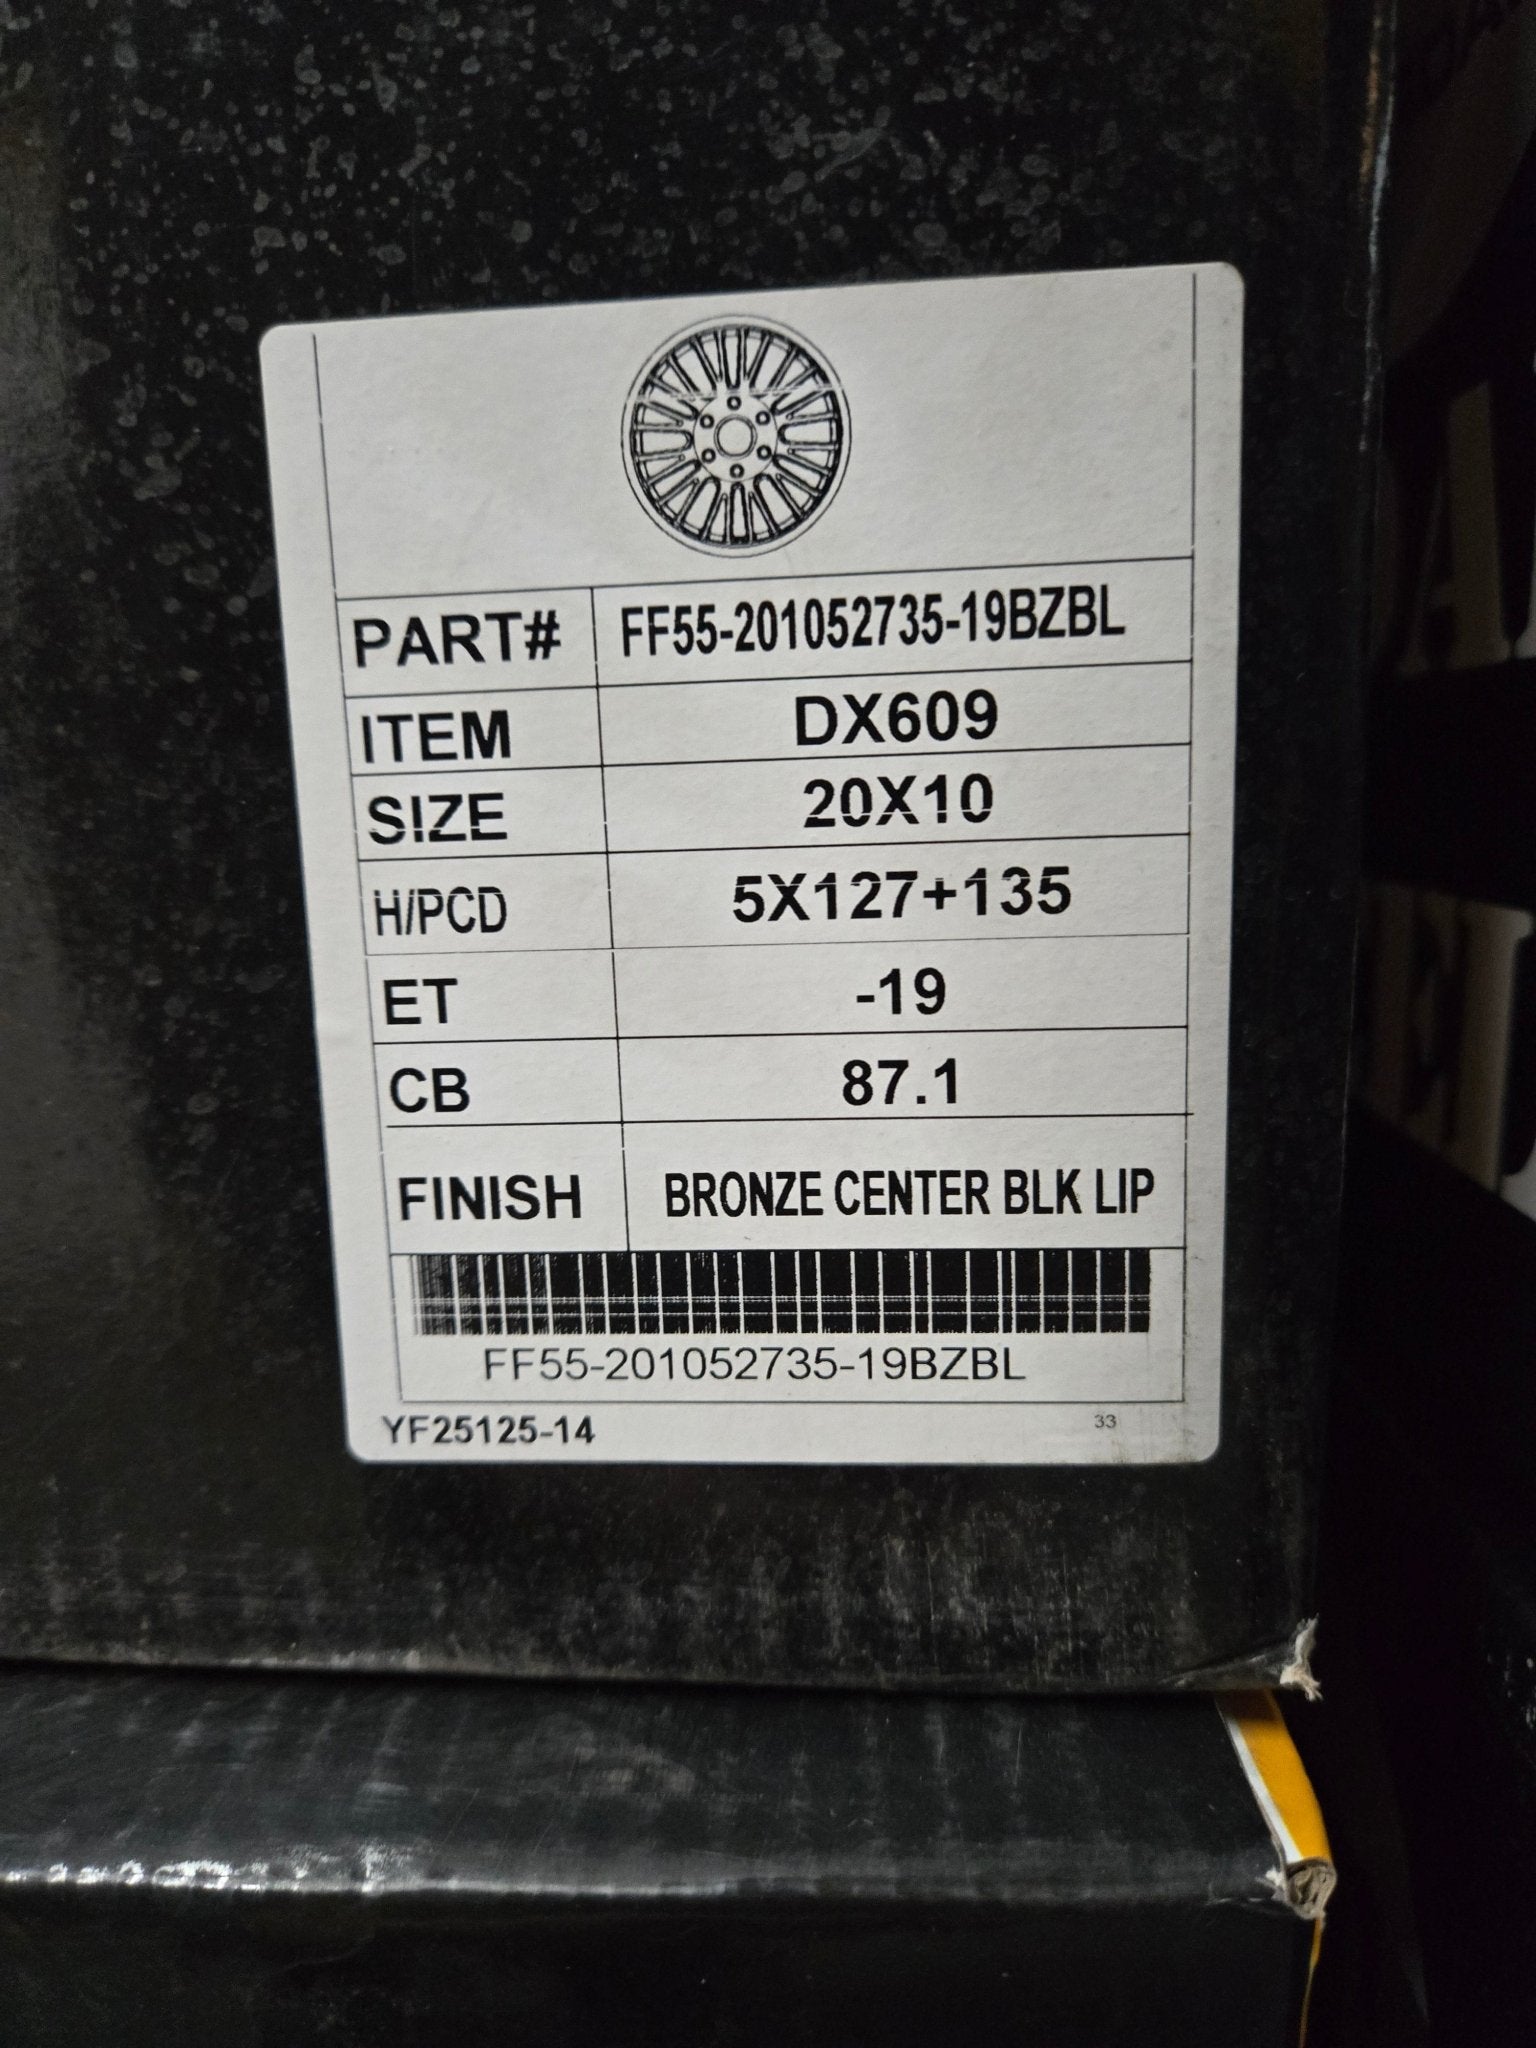 PART# FF55-201052735-19BZBL
ITEM DX609
SIZE 20X10
H/PCD 5X127+135
ET -19
CB 87.1
FINISH BRONZE CENTER BLK LIP
FF55-201052735-19BZBL
YF25125-14 33